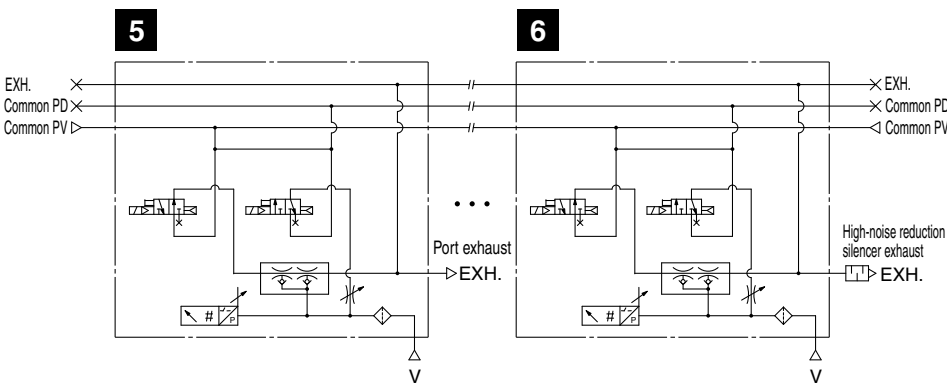 5
6
EXH.
EXH.
Common PD
Common PD
Common PV
Common PV
Port exhaust
High-noise reduction
silencer exhaust
EXH.
EXH.
#
P
#
P
V
V